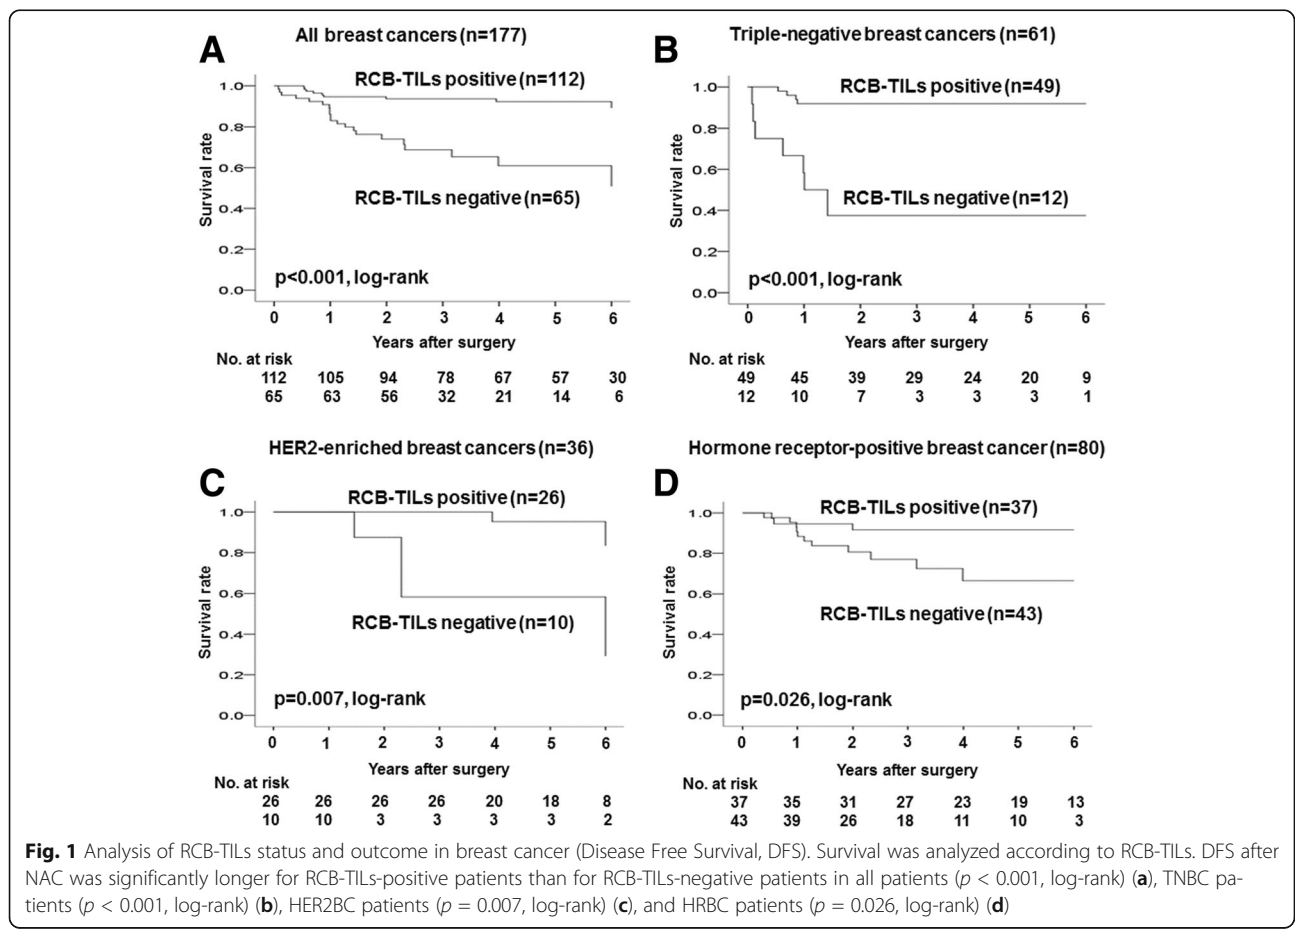 A
All breast cancers (n=177)
RCB-TILs positive (n=112)
RCB-TILs negative (n=65)
p<0.001, log-rank
Survival rate
1.0
0.8
0.6
0.4
0.2
0.0
0 1 2 3 4 5 6
Years after surgery
No. at risk
112 105 94 78 67 57 30
65 63 56 32 21 14 6
B
Triple-negative breast cancers (n=61)
RCB-TILs positive (n=49)
RCB-TILs negative (n=12)
p<0.001, log-rank
Survival rate
1.0
0.8
0.6
0.4
0.2
0.0
0 1 2 3 4 5 6
Years after surgery
No. at risk
49 45 39 29 24 20 9
12 10 7 3 3 3 1
HER2-enriched breast cancers (n=36)
C
RCB-TILs positive (n=26)
RCB-TILs negative (n=10)
p=0.007, log-rank
Survival rate
1.0
0.8
0.6
0.4
0.2
0.0
0 1 2 3 4 5 6
Years after surgery
No. at risk
26 26 26 26 20 18 8
10 10 3 3 3 3 2
Hormone receptor-positive breast cancer (n=80)
D
RCB-TILs positive (n=37)
RCB-TILs negative (n=43)
p=0.026, log-rank
Survival rate
1.0
0.8
0.6
0.4
0.2
0.0
0 1 2 3 4 5 6
Years after surgery
No. at risk
37 35 31 27 23 19 13
43 39 26 18 11 10 3
Fig. 1 Analysis of RCB-TILs status and outcome in breast cancer (Disease Free Survival, DFS). Survival was analyzed according to RCB-TILs. DFS after
NAC was significantly longer for RCB-TILs-positive patients than for RCB-TILs-negative patients in all patients (p < 0.001, log-rank) (a), TNBC pa-
tients (p < 0.001, log-rank) (b), HER2BC patients (p = 0.007, log-rank) (c), and HRBC patients (p = 0.026, log-rank) (d)